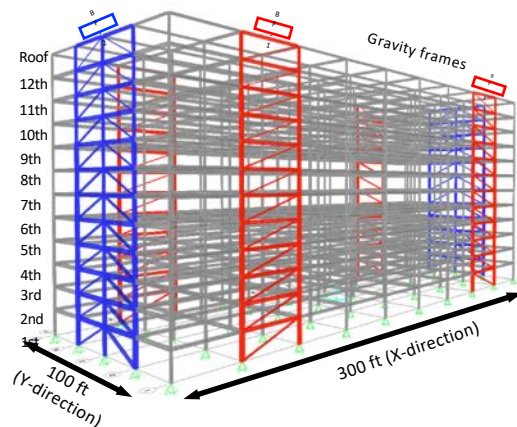 B
B
1
Gravity frames
B
Roof
12th
11th
10th
9th
8th
7th
6th
5th
4th
3rd
2nd
1st
100 ft
(Y-direction)
300 ft (X-direction)